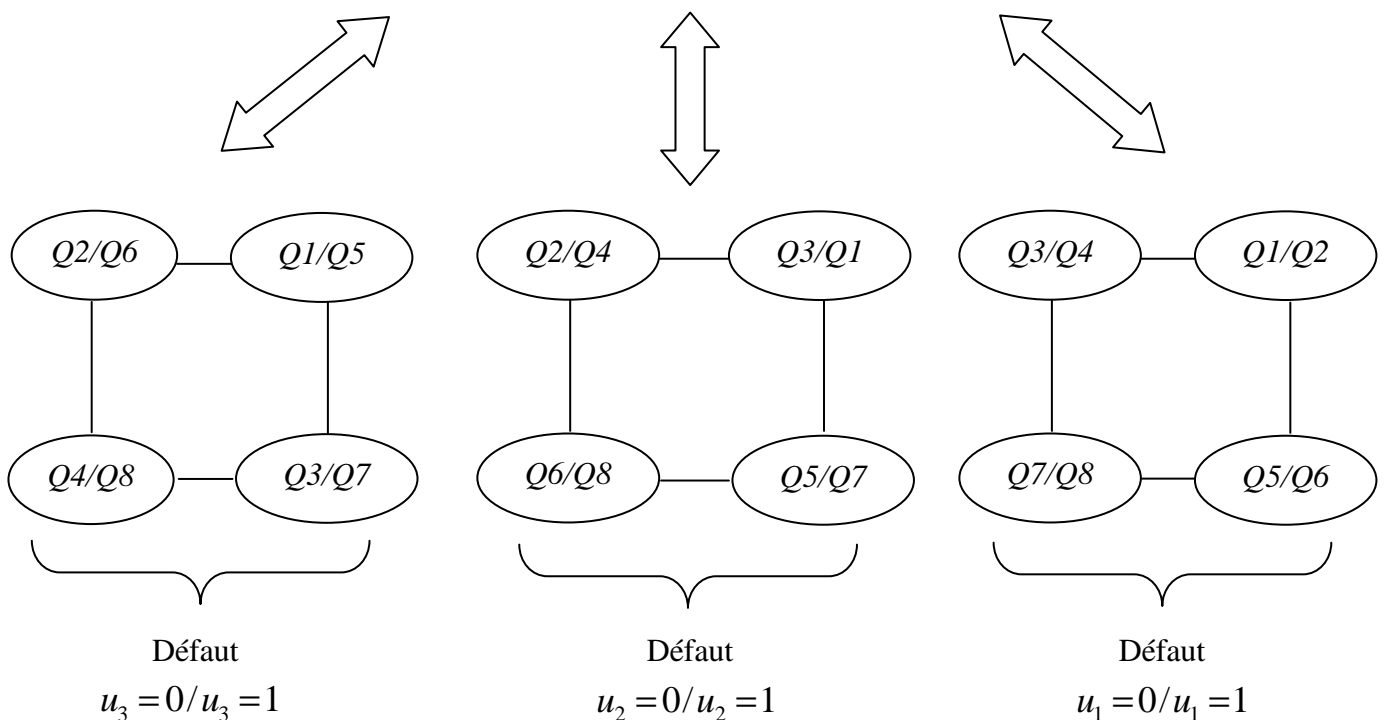 Q2/Q6 Q1/Q5 Q2/Q4 Q3/Q1 Q3/Q4 Q1/Q2
Q4/Q8 Q3/Q7 Q6/Q8 Q5/Q7 Q7/Q8 Q5/Q6
Défaut Défaut Défaut
u₃ = 0/u₃ = 1 u₂ = 0/u₂ = 1 u₁ = 0/u₁ = 1